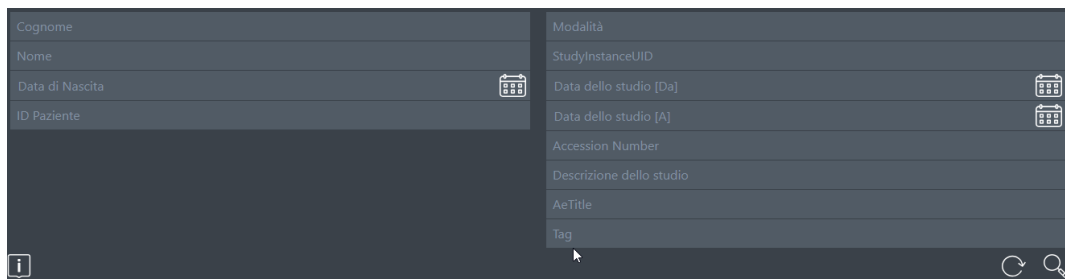 Cognome
Nome
Data di Nascita
ID Paziente
Modalità
StudyInstanceUID
Data dello studio [Da]
Data dello studio [A]
Accession Number
Descrizione dello studio
AeTitle
Tag